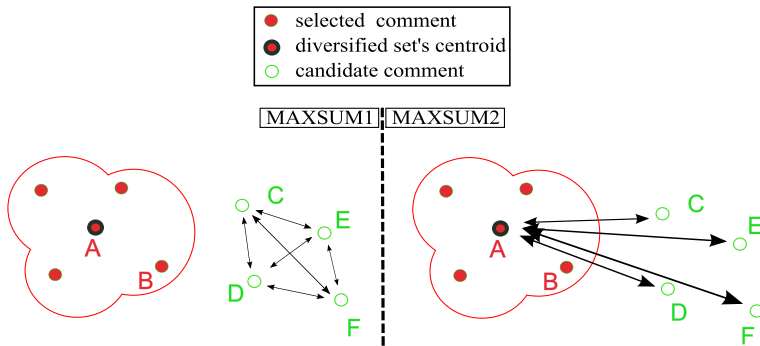 selected comment
diversified set's centroid
candidate comment
MAXSUM1 MAXSUM2
C
E
A
B
D
F
C
E
A
B
D
F